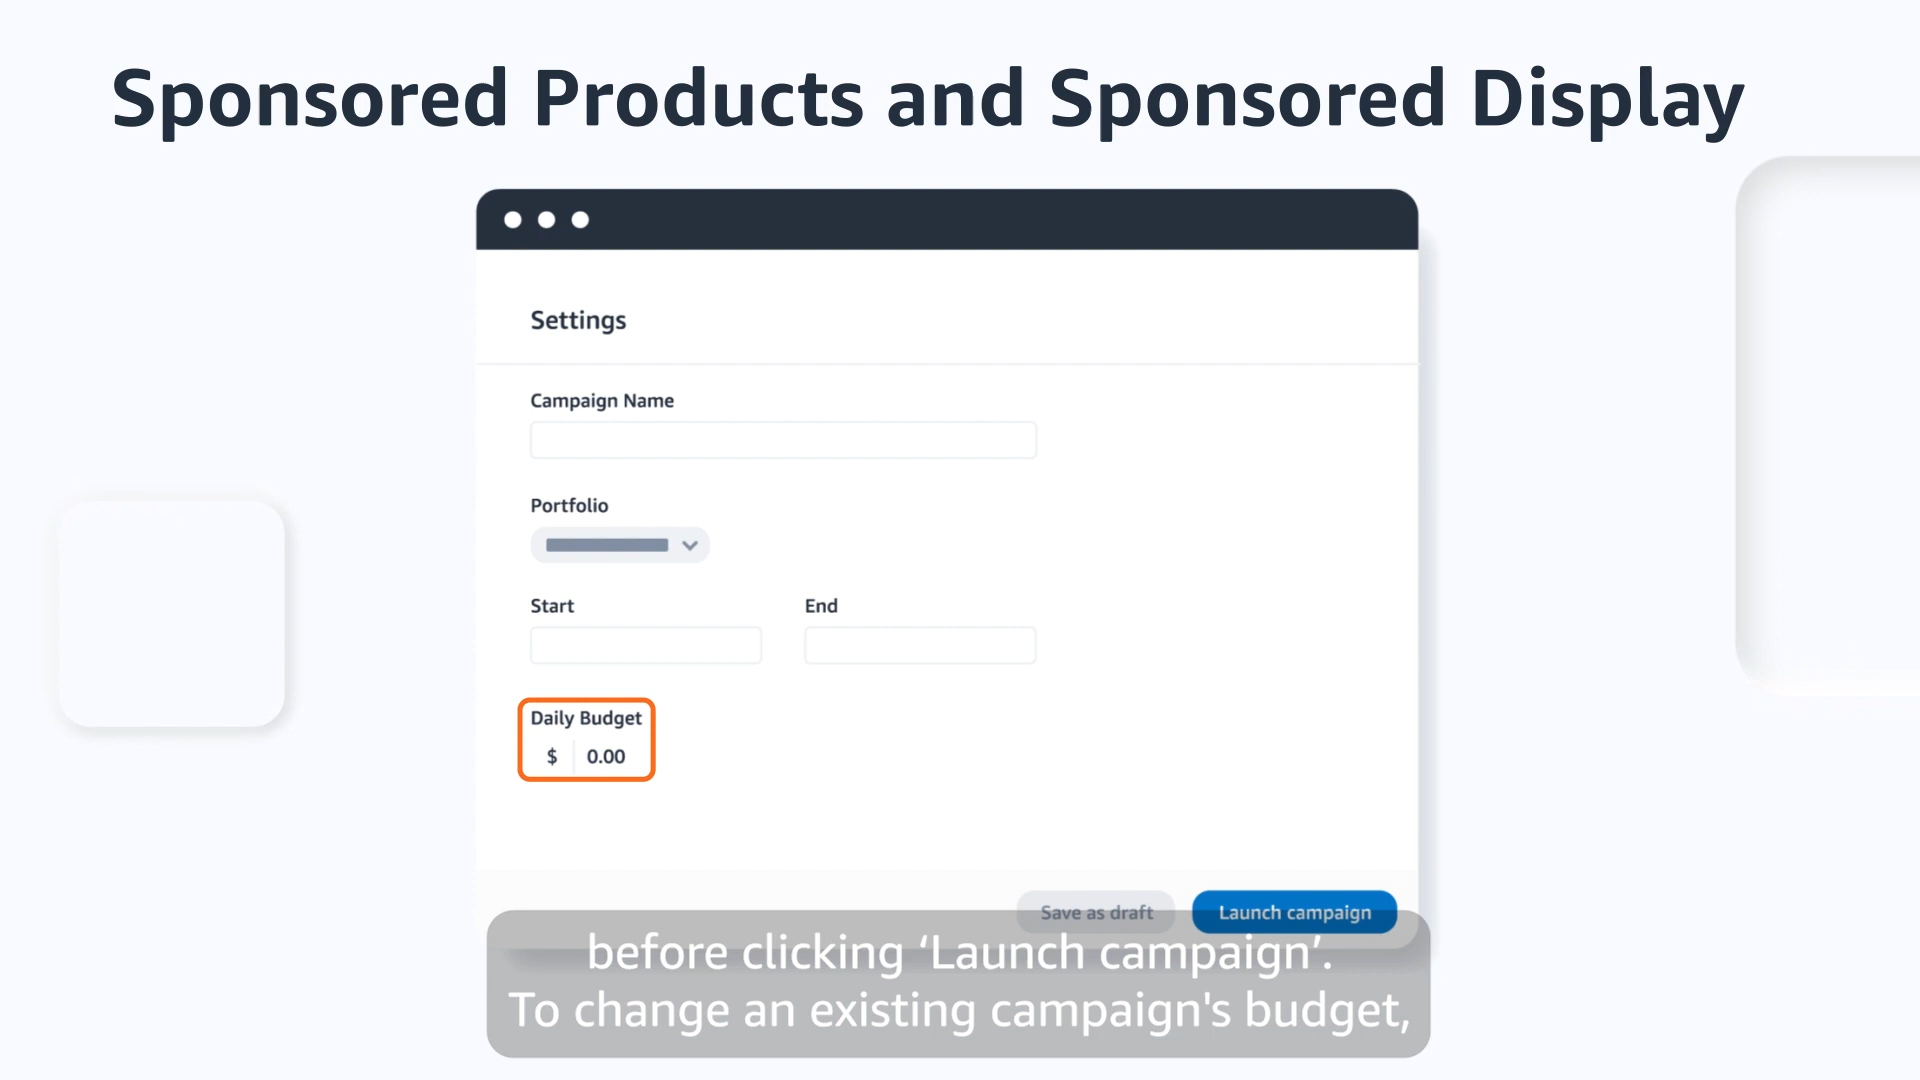 Sponsored Products and Sponsored Display
Settings
Campaign Name
Portfolio
Start End
Daily Budget
$ 0.00
Save as draft Launch campaign
before clicking ‘Launch campaign’.
To change an existing campaign's budget,